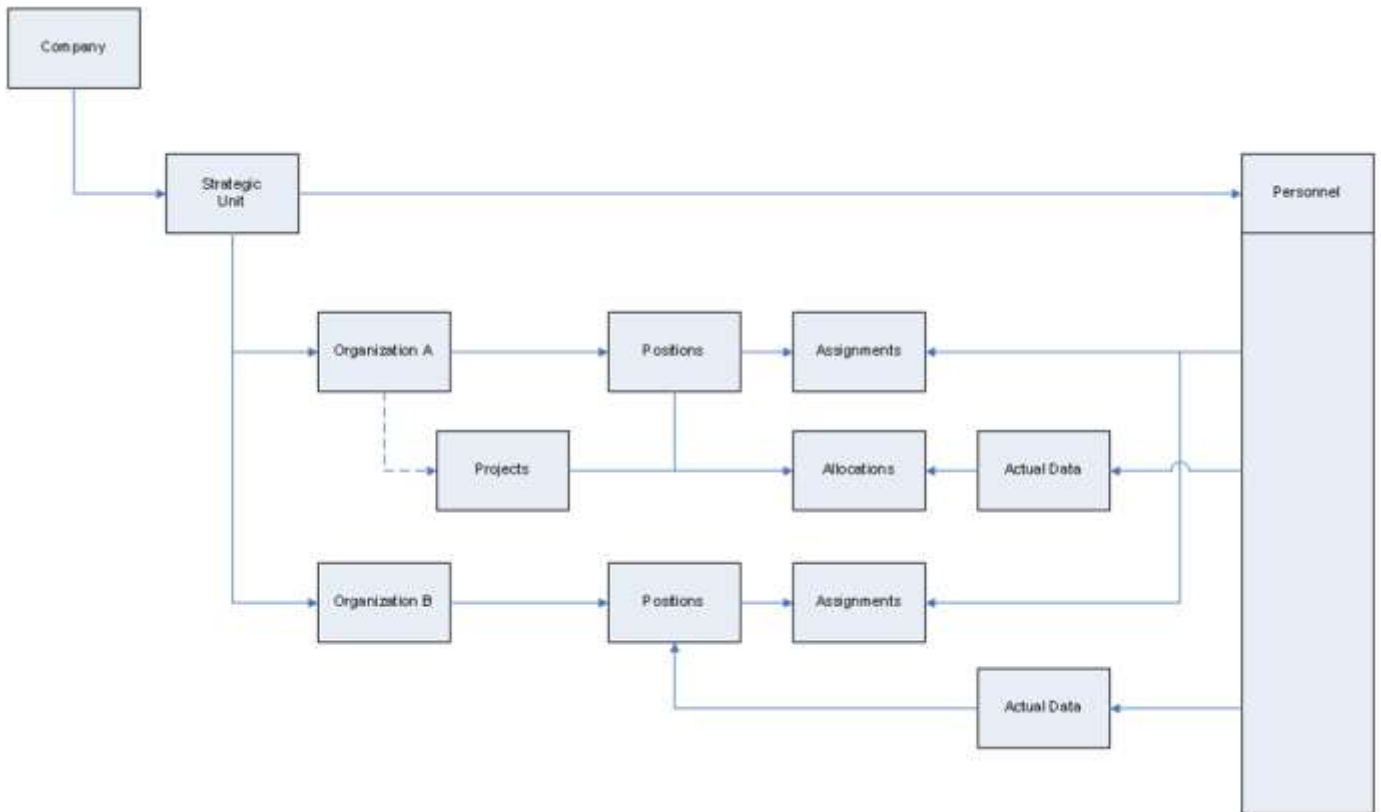 Company
Strategic
Unit
Personnel
Organization A
Positions
Assignments
Projects
Allocations
Actual Data
Organization B
Positions
Assignments
Actual Data